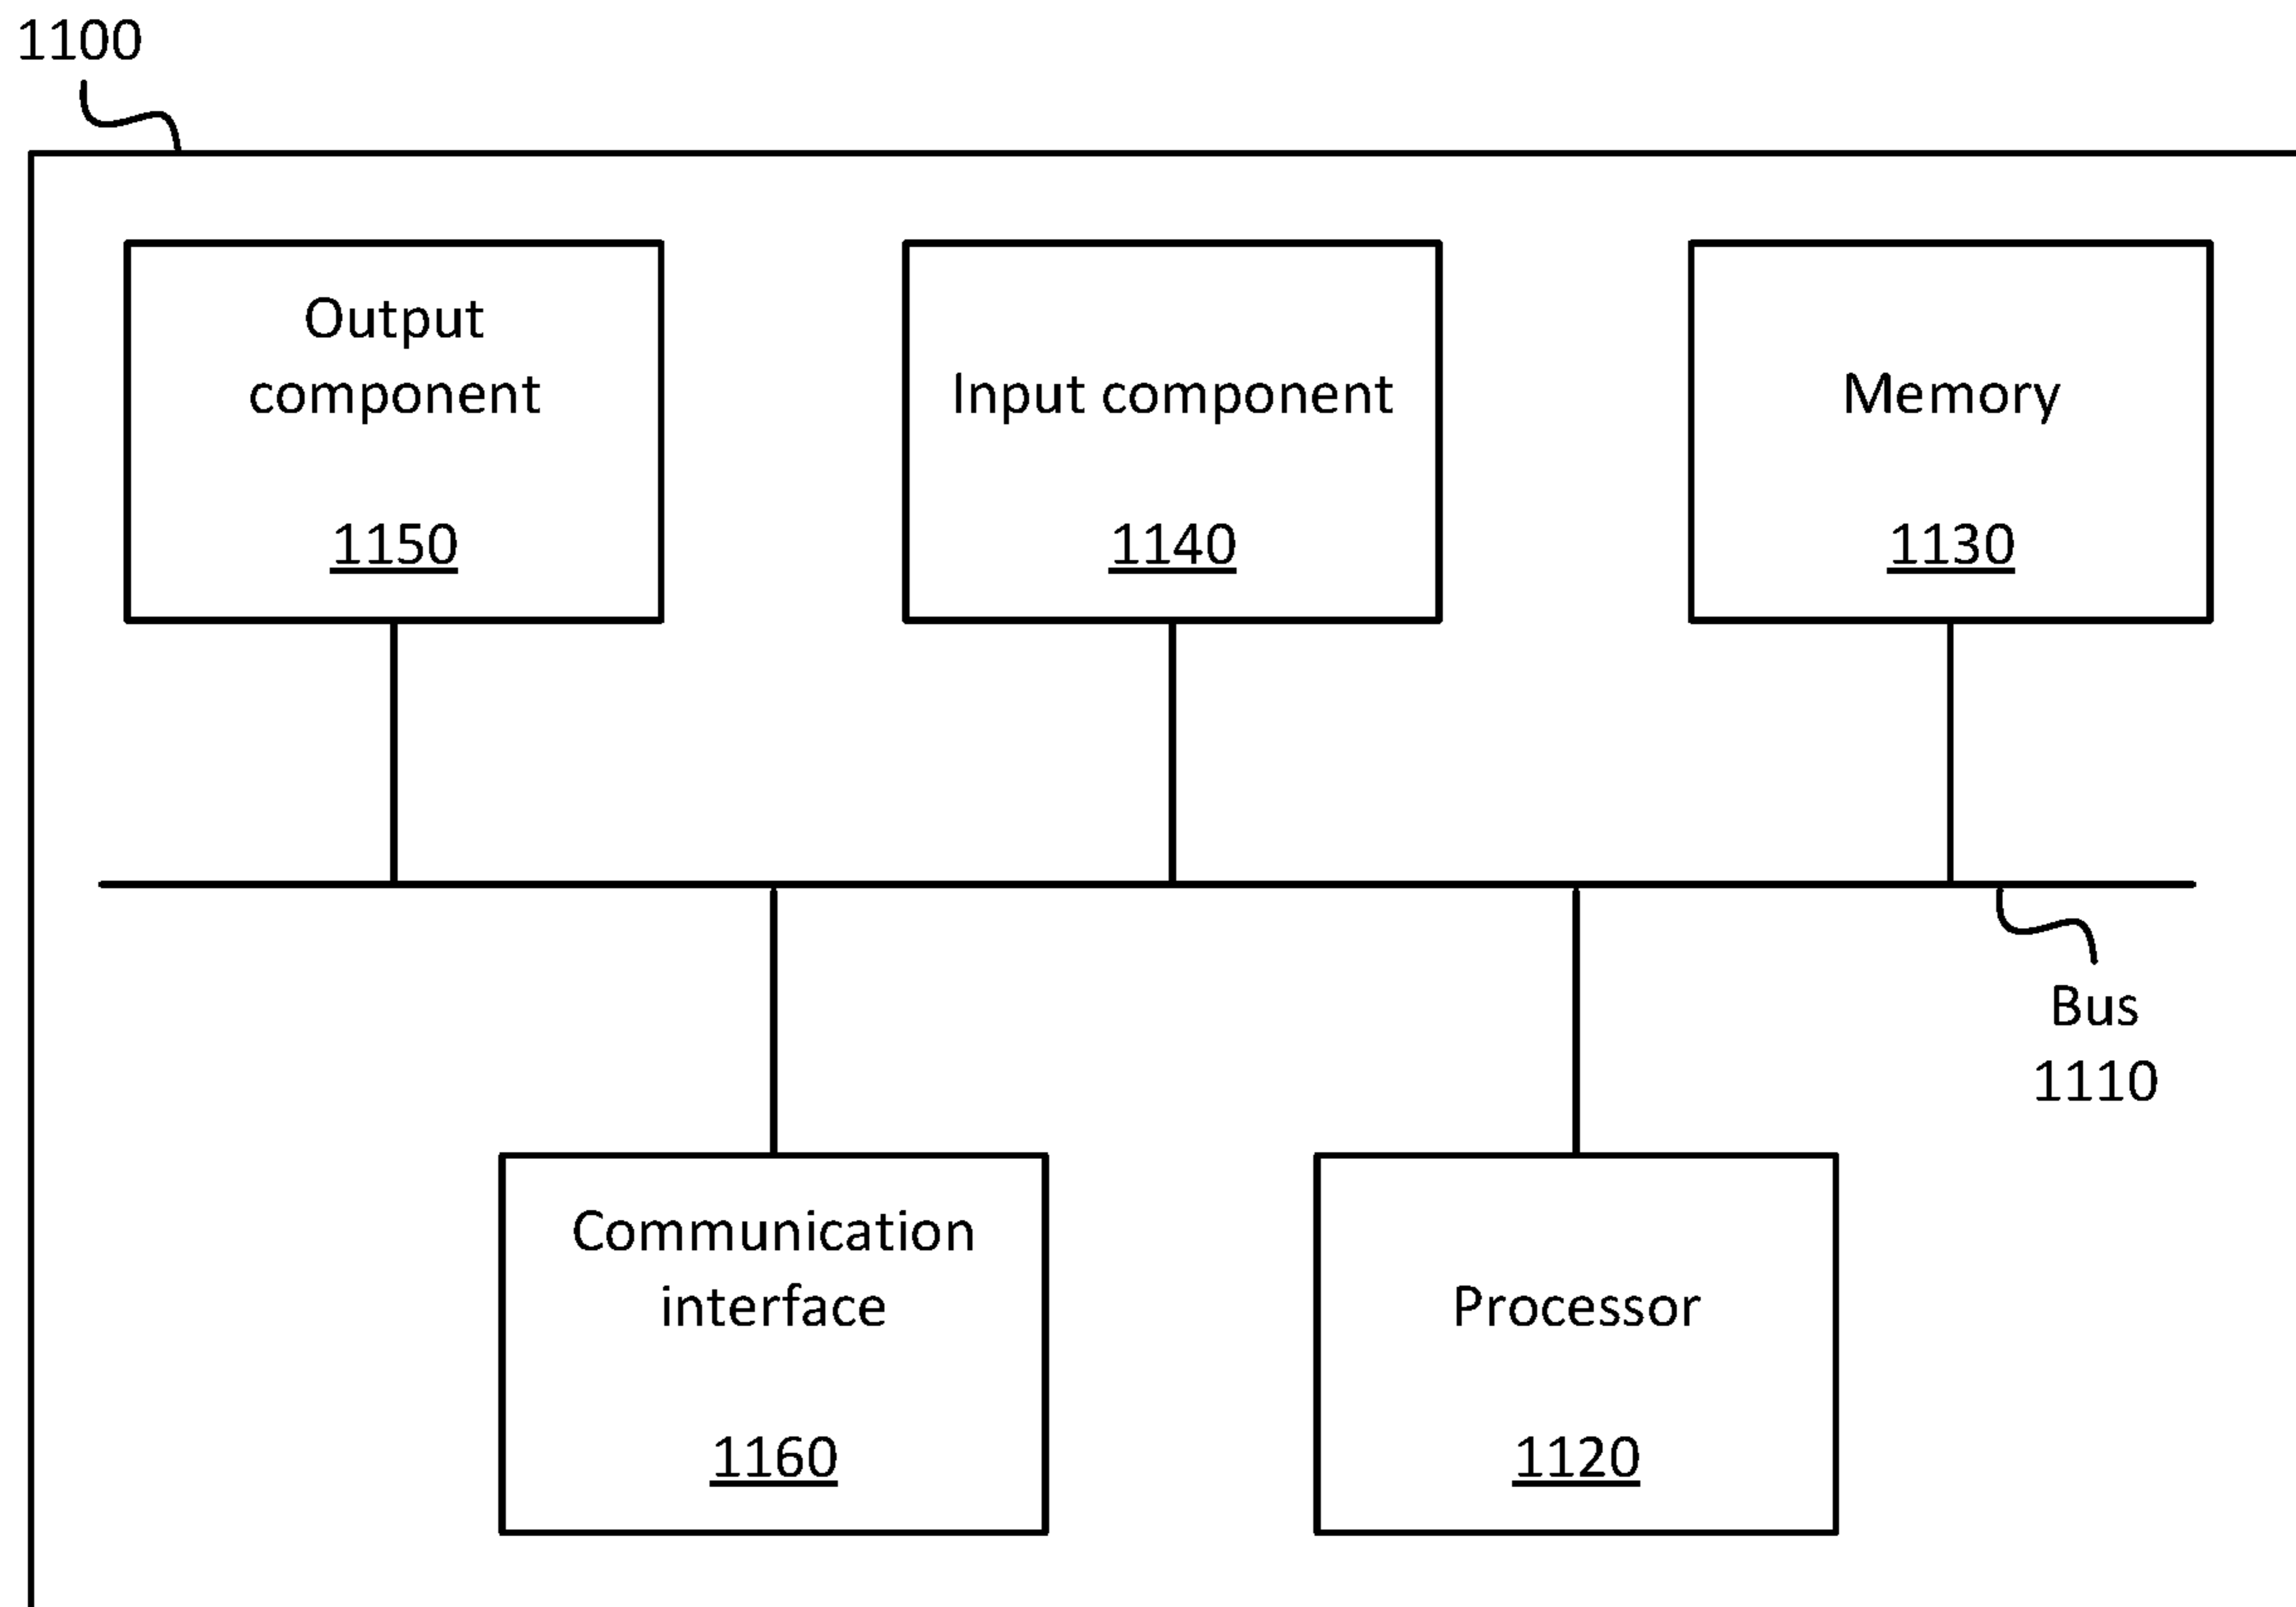 1100
Output
component
1150
Input component
1140
Memory
1130
Bus
1110
Communication
interface
1160
Processor
1120